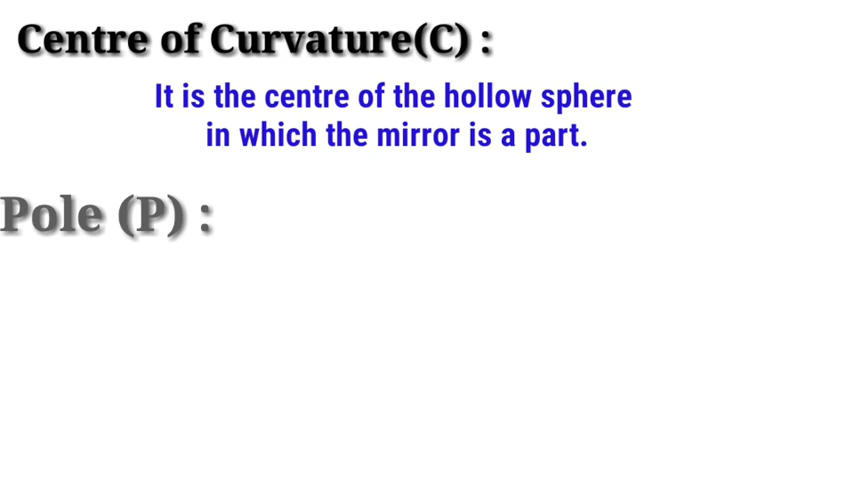 Centre of Curvature(C) :
It is the centre of the hollow sphere
in which the mirror is a part.
Pole (P) :